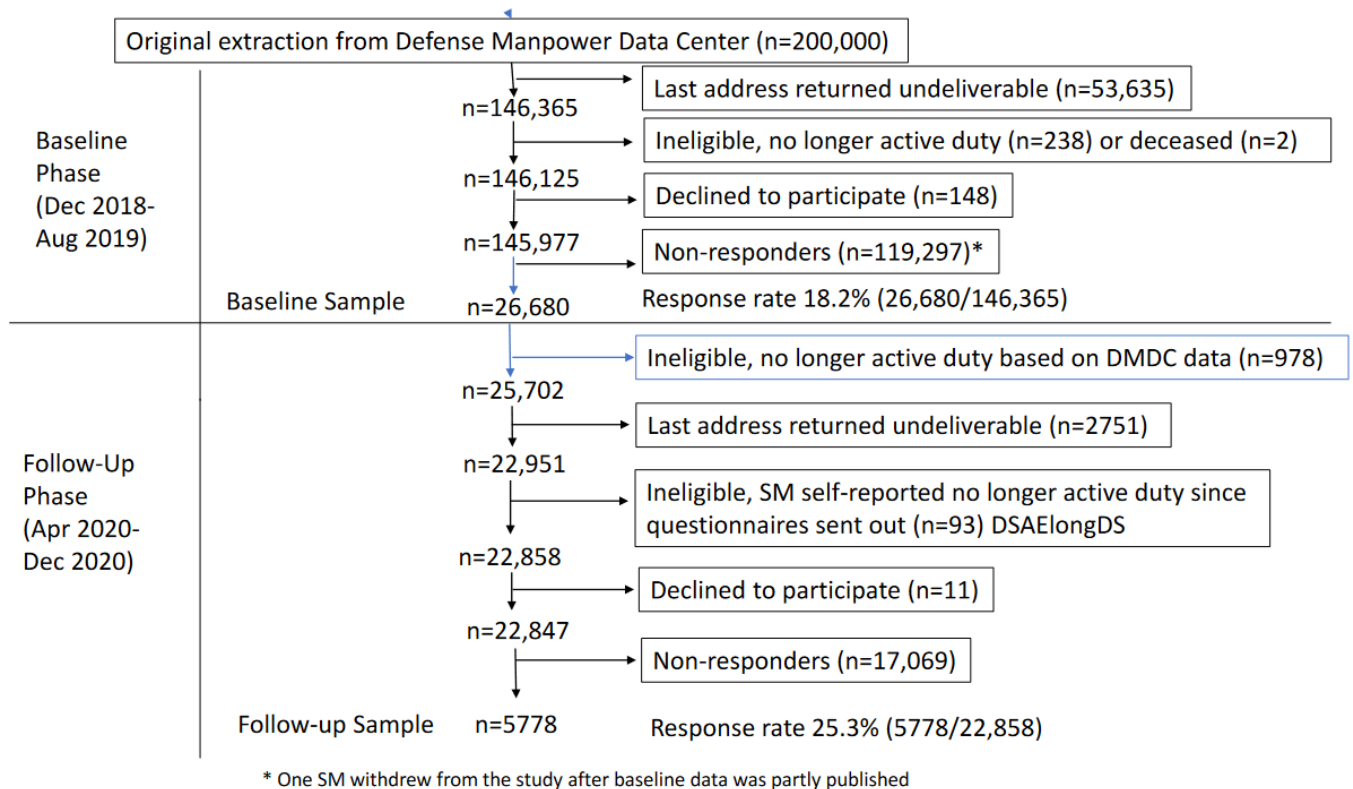 Original extraction from Defense Manpower Data Center (n=200,000)
Last address returned undeliverable (n=53,635)
n=146,365
Baseline
Phase
(Dec 2018-
Aug 2019)
Ineligible, no longer active duty (n=238) or deceased (n=2)
n=146,125
Declined to participate (n=148)
n=145,977
Non-responders (n=119,297)*
Baseline Sample
n=26,680
Response rate 18.2% (26,680/146,365)
Ineligible, no longer active duty based on DMDC data (n=978)
n=25,702
Last address returned undeliverable (n=2751)
Follow-Up
Phase
(Apr 2020-
Dec 2020)
n=22,951
Ineligible, SM self-reported no longer active duty since
questionnaires sent out (n=93) DSAElongDS
n=22,858
Declined to participate (n=11)
n=22,847
Non-responders (n=17,069)
Follow-up Sample
n=5778
Response rate 25.3% (5778/22,858)
* One SM withdrew from the study after baseline data was partly published